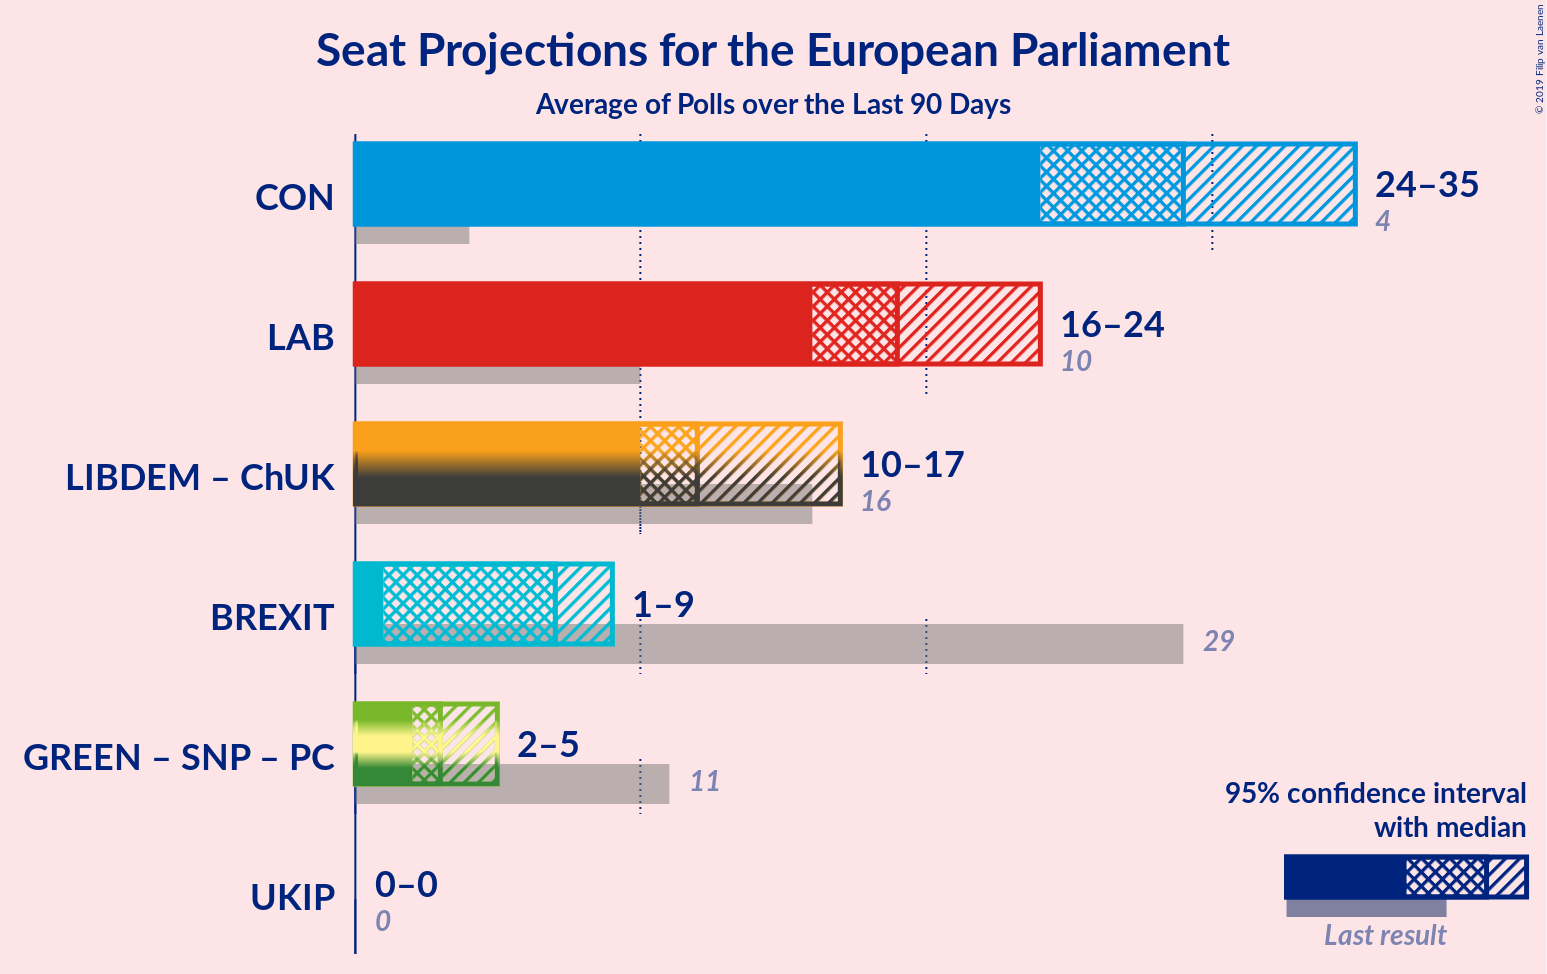 Seat Projections for the European Parliament
Average of Polls over the Last 90 Days
© 2019 Filip van Laenen
CON
24–35
4
LAB
16–24
10
LIBDEM – ChUK
10–17
16
BREXIT
1–9
29
GREEN – SNP – PC
2–5
11
UKIP
0–0
0
95% confidence interval
with median
Last result